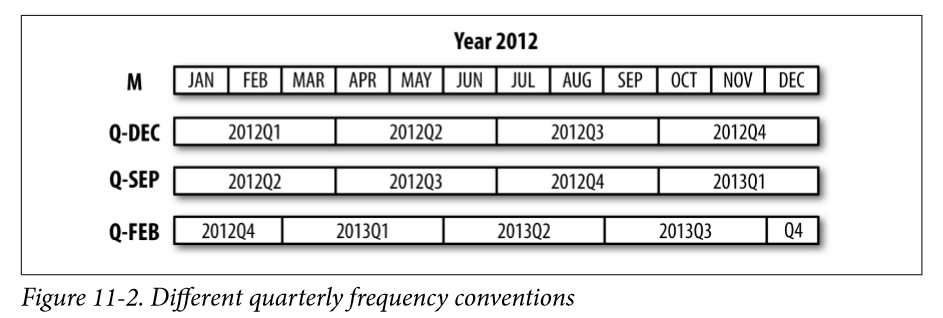 Year 2012
M JAN FEB MAR APR MAY JUN JUL AUG SEP OCT NOV DEC
Q-DEC 2012Q1 2012Q2 2012Q3 2012Q4
Q-SEP 2012Q2 2012Q3 2012Q4 2013Q1
Q-FEB 2012Q4 2013Q1 2013Q2 2013Q3 Q4
Figure 11-2. Different quarterly frequency conventions